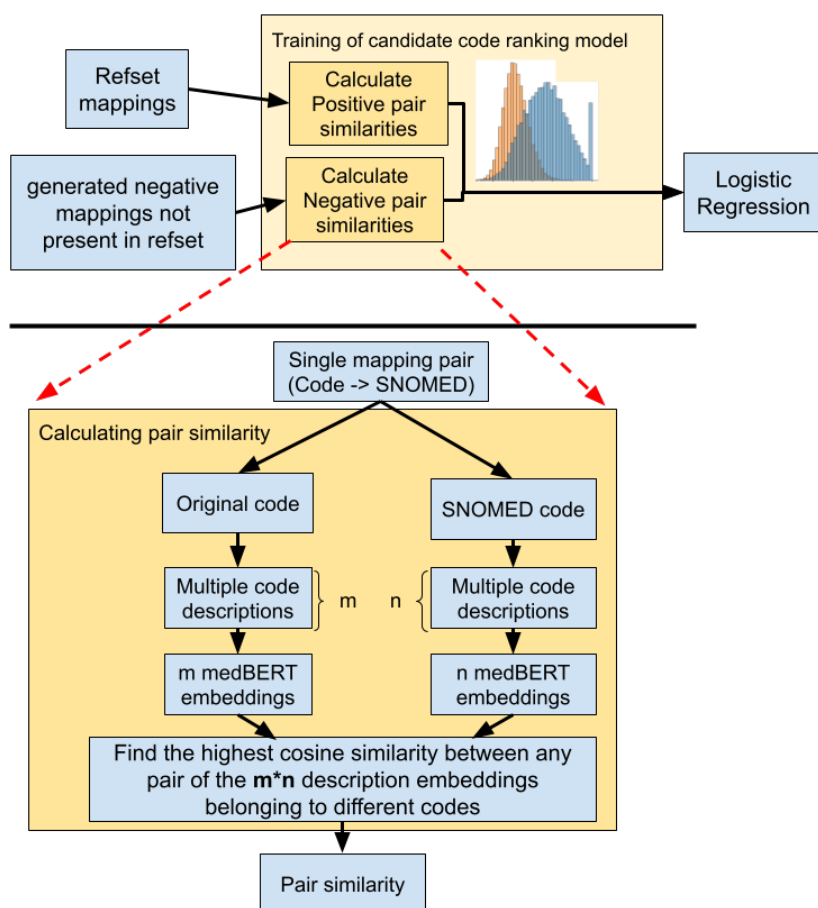 Training of candidate code ranking model
Refset
mappings
Calculate
Positive pair
similarities
generated negative
mappings not
present in refset
Calculate
Negative pair
similarities
Logistic
Regression
Single mapping pair
(Code -> SNOMED)
Calculating pair similarity
Original code
SNOMED code
Multiple code
descriptions
m
n
Multiple code
descriptions
m medBERT
embeddings
n medBERT
embeddings
Find the highest cosine similarity between any
pair of the m*n description embeddings
belonging to different codes
Pair similarity